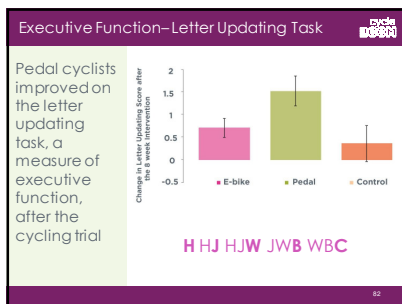 Executive Function–Letter Updating Task
cycle
Pedal cyclists
improved on
the letter
updating
task, a
measure of
executive
function,
after the
cycling trial
Change in Letter Updating Score after
the 8 week Intervention
2
1.5
1
0.5
0
-0.5
E-bike
Pedal
Control
H HJ HJW JWB WBC
82